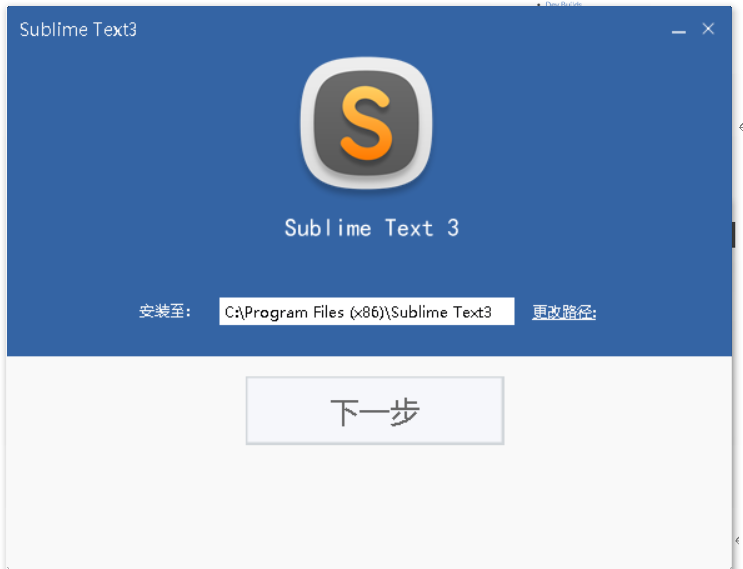 Dev Builds
Sublime Text3
S
Sublime Text 3
安装至: C:\Program Files (x86)\Sublime Text3 更改路径:
下一步